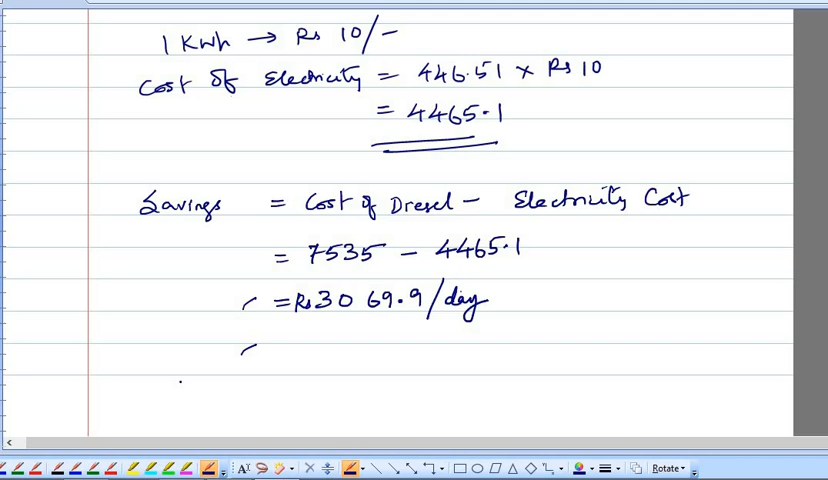 1 Kwh → Rs 10/-
Cost of Electricity = 446.51 x Rs 10
= 4465.1
Savings = Cost of Diesel - Electricity Cost
= 7535 - 4465.1
= Rs 3069.9/day
Rotate